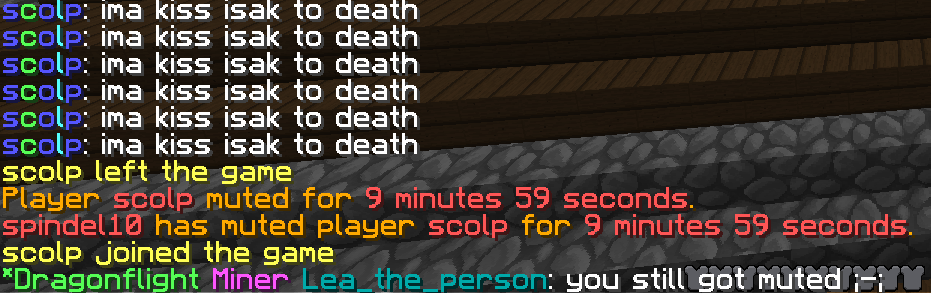 scolp: ima kiss isak to death
scolp: ima kiss isak to death
scolp: ima kiss isak to death
scolp: ima kiss isak to death
scolp: ima kiss isak to death
scolp: ima kiss isak to death
scolp left the game
Player scolp muted for 9 minutes 59 seconds.
spindel10 has muted player scolp for 9 minutes 59 seconds.
scolp joined the game
*Dragonflight Miner Lea_the_person: you still got muted ;-;